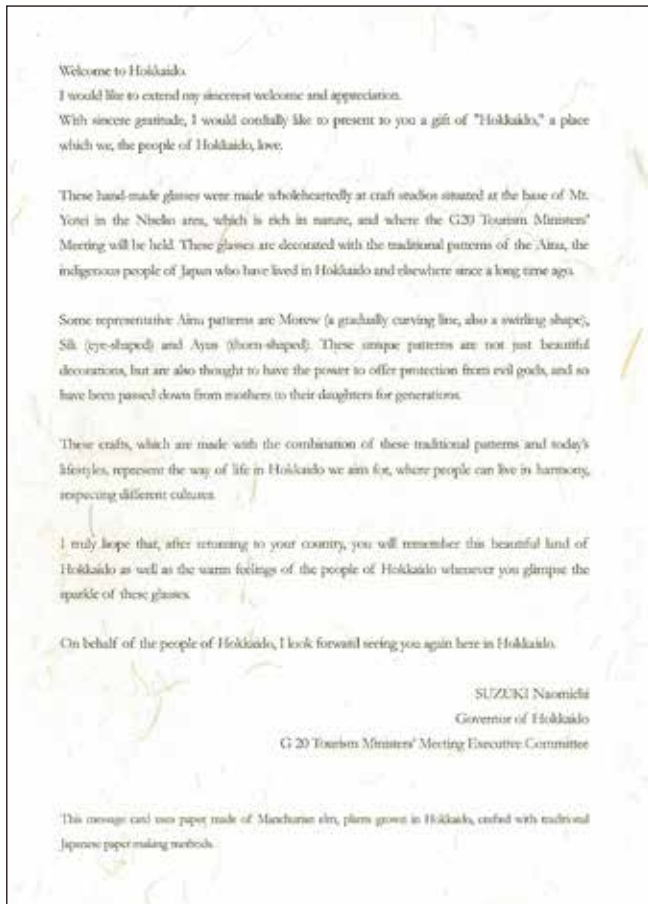 Welcome to Hokkaido.
I would like to extend my sincerest welcome and appreciation.
With sincere gratitude, I would cordially like to present to you a gift of "Hokkaido," a place
which we, the people of Hokkaido, love.
These hand-made glasses were made wholeheartedly at craft studios situated at the base of Mt.
Yotei in the Niseko area, which is rich in nature, and where the G20 Tourism Ministers'
Meeting will be held. These glasses are decorated with the traditional patterns of the Ainu, the
indigenous people of Japan who have lived in Hokkaido and elsewhere since a long time ago.
Some representative Ainu patterns are Morew (a gradually curving line, also a swirling shape),
Sik (eye-shaped) and Ayus (thorn-shaped). These unique patterns are not just beautiful
decorations, but are also thought to have the power to offer protection from evil gods, and so
have been passed down from mothers to their daughters for generations.
These crafts, which are made with the combination of these traditional patterns and today's
lifestyles, represent the way of life in Hokkaido we aim for, where people can live in harmony,
respecting different cultures.
I truly hope that, after returning to your country, you will remember this beautiful land of
Hokkaido as well as the warm feelings of the people of Hokkaido whenever you glimpse the
sparkle of these glasses.
On behalf of the people of Hokkaido, I look forward seeing you again here in Hokkaido.
SUZUKI Naomichi
Governor of Hokkaido
G 20 Tourism Ministers' Meeting Executive Committee
This message card uses paper made of Manchurian elm, plants grown in Hokkaido, crafted with traditional
Japanese paper making methods.